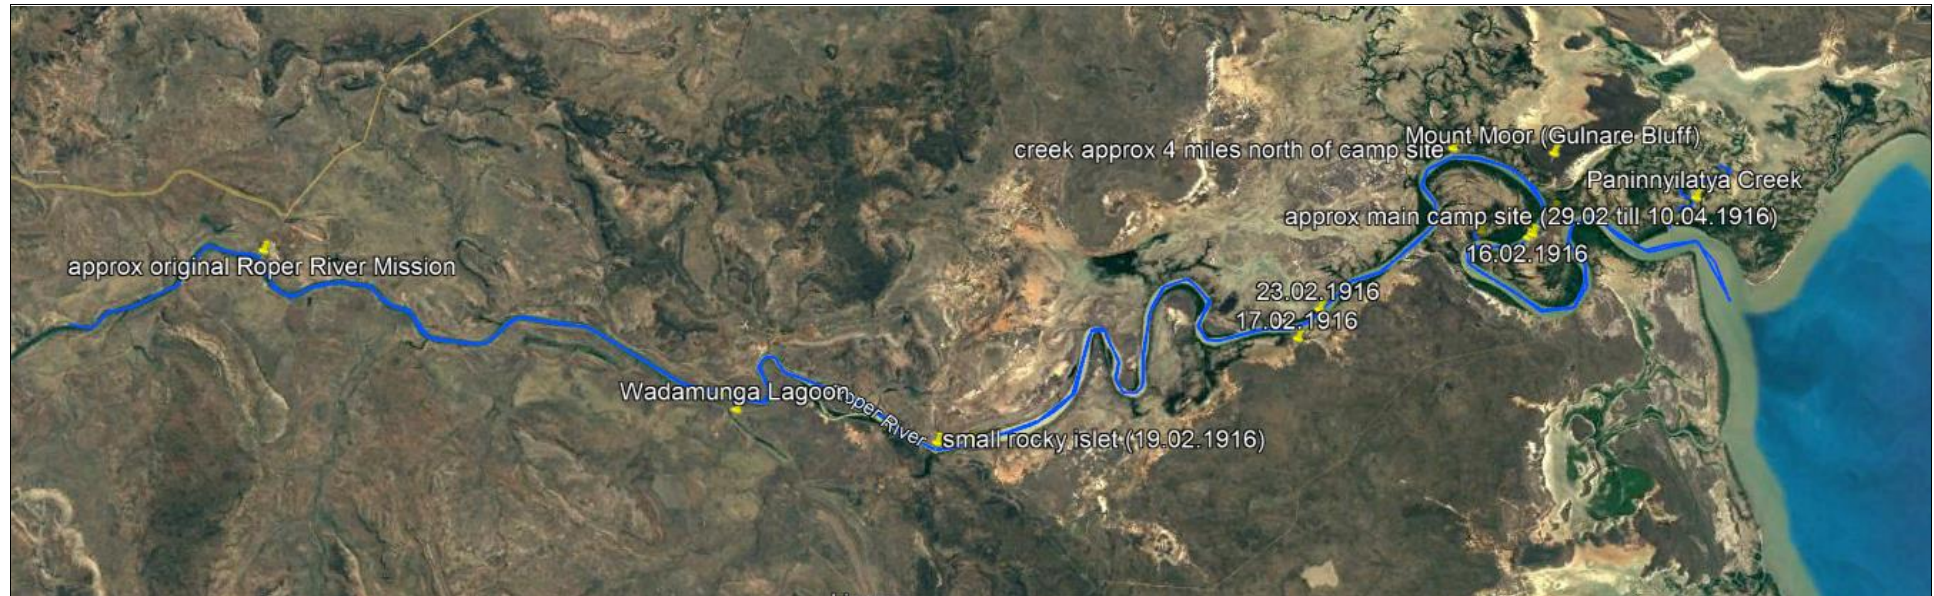 Mount Moor (Gulnare Bluff)
creek approx 4 miles north of camp site
Paninnyilatya Creek
approx main camp site (29.02 till 10.04.1916)
16.02.1916
approx original Roper River Mission
23.02.1916
17.02.1916
Wadamunga Lagoon
Roper River
small rocky islet (19.02.1916)